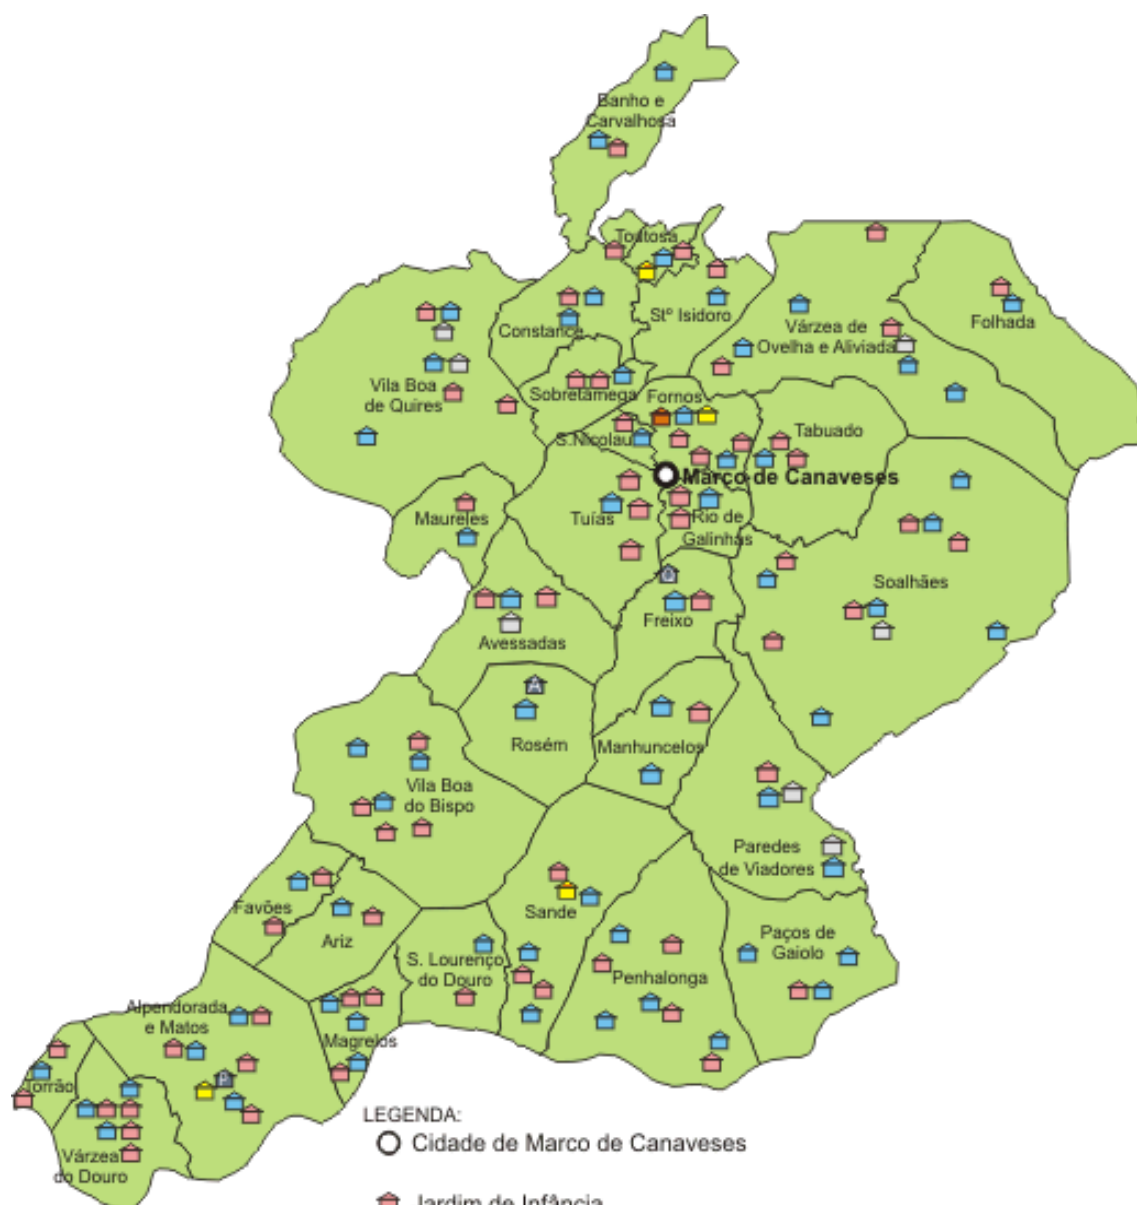 Banho e
Carvalhosa
Toutosa
Stº Isidoro
Constance
Folhada
Várzea de
Ovelha e Aliviada
Vila Boa
de Quires
Sobretâmega
Fornos
S.Nicolau
Tabuado
Marco de Canaveses
Maureles
Tuías
Rio de
Galinhas
Soalhães
Freixo
Avessadas
Rosém
Manhuncelos
Vila Boa
do Bispo
Paredes
de Viadores
Favões
Ariz
Sande
S. Lourenço
do Douro
Penhalonga
Paços de
Gaiolo
Alpendorada
e Matos
Magrelos
Torrão
Várzea
do Douro
LEGENDA:
Cidade de Marco de Canaveses
Jardim de Infância